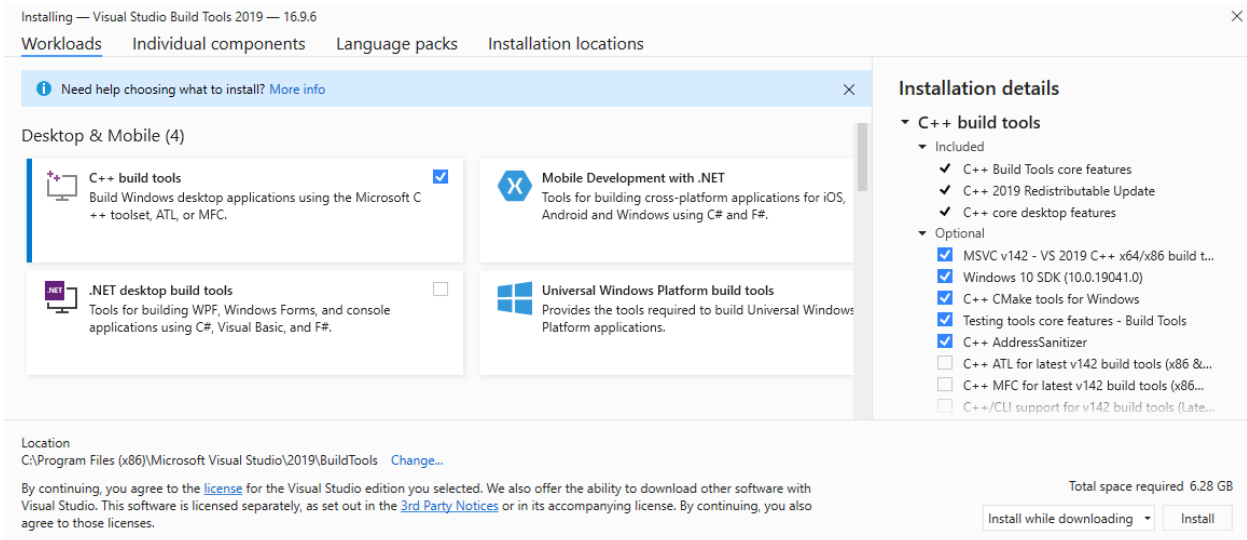 Installing — Visual Studio Build Tools 2019 — 16.9.6
Workloads Individual components Language packs Installation locations
Need help choosing what to install? More info
Desktop & Mobile (4)
C++ build tools
Build Windows desktop applications using the Microsoft C
++ toolset, ATL, or MFC.
Mobile Development with .NET
Tools for building cross-platform applications for iOS,
Android and Windows using C# and F#.
.NET
.NET desktop build tools
Tools for building WPF, Windows Forms, and console
applications using C#, Visual Basic, and F#.
Universal Windows Platform build tools
Provides the tools required to build Universal Windows
Platform applications.
Installation details
C++ build tools
Included
C++ Build Tools core features
C++ 2019 Redistributable Update
C++ core desktop features
Optional
MSVC v142 - VS 2019 C++ x64/x86 build t...
Windows 10 SDK (10.0.19041.0)
C++ CMake tools for Windows
Testing tools core features - Build Tools
C++ AddressSanitizer
C++ ATL for latest v142 build tools (x86 &...
C++ MFC for latest v142 build tools (x86...
C++/CLI support for v142 build tools (Late...
Location
C:\Program Files (x86)\Microsoft Visual Studio\2019\BuildTools Change...
By continuing, you agree to the license for the Visual Studio edition you selected. We also offer the ability to download other software with
Visual Studio. This software is licensed separately, as set out in the 3rd Party Notices or in its accompanying license. By continuing, you also
agree to those licenses.
Total space required 6.28 GB
Install while downloading Install